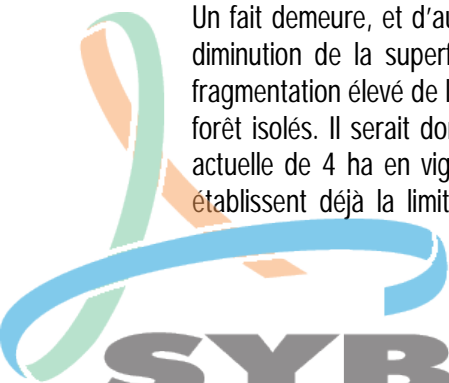 Un fait demeure, et d'au
diminution de la superf
fragmentation élevé de l
forêt isolés. Il serait don
actuelle de 4 ha en vig
établissent déjà la limit
SYB